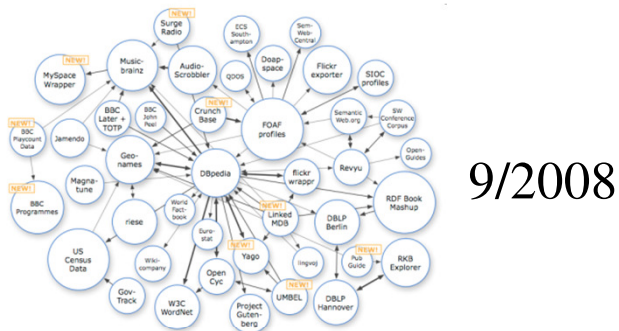 NEW!
Surge
Radio
ECS
South-
ampton
Sem-
Web-
Central
NEW!
MySpace
Wrapper
Music-
brainz
Audio-
Scrobbler
QDOS
Doap-
space
Flickr
exporter
SIOC
profiles
NEW!
BBC
Playcount
Data
Jamendo
BBC
Later +
TOTP
BBC
John
Peel
NEW!
Crunch
Base
FOAF
profiles
Semantic
Web.org
SW
Conference
Corpus
Open-
Guides
Geo-
names
DBpedia
flickr
wrappr
Revyu
9/2008
NEW!
BBC
Programmes
Magna-
tune
RDF Book
Mashup
riese
World
Fact-
book
NEW!
Linked
MDB
DBLP
Berlin
Euro-
stat
US
Census
Data
Wiki-
company
NEW!
Yago
lingvoj
NEW!
Pub
Guide
RKB
Explorer
Open
Cyc
Gov-
Track
W3C
WordNet
Project
Guten-
berg
NEW!
UMBEL
DBLP
Hannover